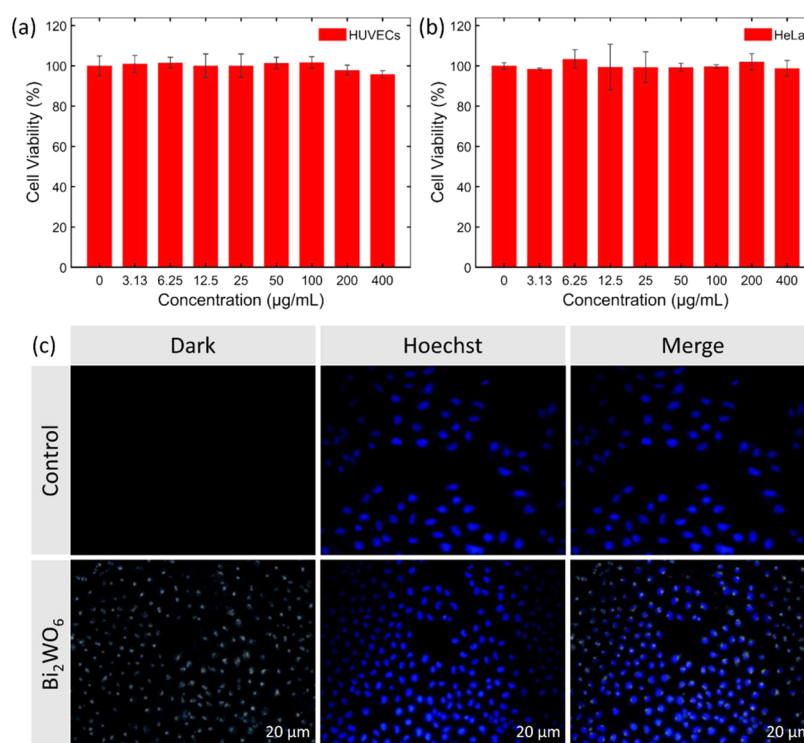 (a)
HUVECs
120
100
80
60
40
20
0
Cell Viability (%)
0 3.13 6.25 12.5 25 50 100 200 400
Concentration (μg/mL)
(b)
HeLa
120
100
80
60
40
20
0
Cell Viability (%)
0 3.13 6.25 12.5 25 50 100 200 400
Concentration (μg/mL)
(c)
Dark Hoechst Merge
Control
Bi₂WO₆
20 μm 20 μm 20 μm